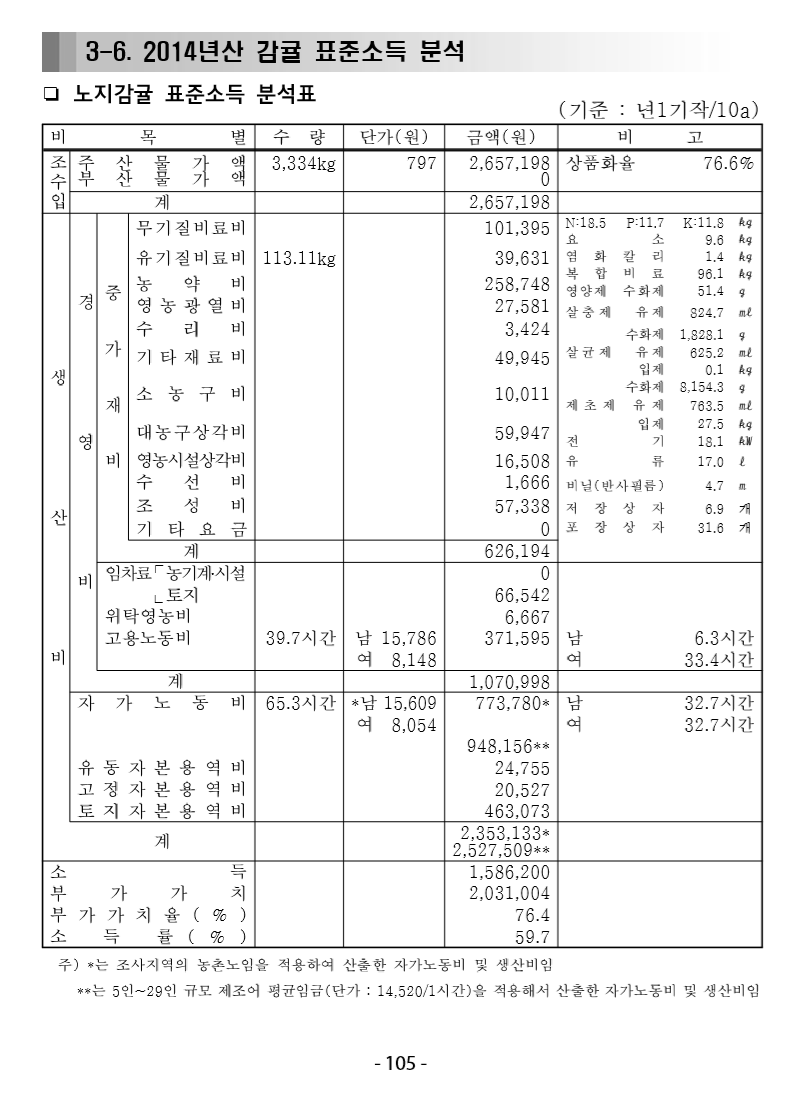 3-6. 2014년산 감귤 표준소득 분석
❏ 노지감귤 표준소득 분석표
(기준 : 년1기작/10a)
비 목 별 수 량 단가(원) 금액(원) 비 고
조수입 주 산 물 가 액 3,334kg 797 2,657,198 상품화율 76.6%
부 산 물 가 액 0
계 2,657,198
생산비 경영비 중가재비 무기질비료비 101,395 N:18.5 P:11.7 K:11.8 ㎏
요 소 9.6 ㎏
유기질비료비 113.11kg 39,631 염 화 칼 리 1.4 ㎏
복 합 비 료 96.1 ㎏
농 약 비 258,748 영양제 수화제 51.4 g
영 농 광 열 비 27,581 살 충 제 유 제 824.7 ㎖
수 리 비 3,424 수화제 1,828.1 g
기 타 재 료 비 49,945 살 균 제 유 제 625.2 ㎖
입제 0.1 ㎏
소 농 구 비 10,011 수화제 8,154.3 g
제 초 제 유 제 763.5 ㎖
입제 27.5 ㎏
대농구상각비 59,947 전 기 18.1 ㎾
영농시설상각비 16,508 유 류 17.0 ℓ
수 선 비 1,666 비닐(반사필름) 4.7 m
조 성 비 57,338 저 장 상 자 6.9 개
기 타 요 금 0 포 장 상 자 31.6 개
계 626,194
임차료「농기계·시설 0
ㄴ토지 66,542
위탁영농비 6,667
고용노동비 39.7시간 남 15,786 371,595 남 6.3시간
여 8,148 여 33.4시간
계 1,070,998
자 가 노 동 비 65.3시간 *남 15,609 773,780* 남 32.7시간
여 8,054 여 32.7시간
948,156**
유 동 자 본 용 역 비 24,755
고 정 자 본 용 역 비 20,527
토 지 자 본 용 역 비 463,073
계 2,353,133*
2,527,509**
소 득 1,586,200
부 가 가 치 2,031,004
부 가 가 치 율 ( % ) 76.4
소 득 률 ( % ) 59.7
주) *는 조사지역의 농촌노임을 적용하여 산출한 자가노동비 및 생산비임
**는 5인~29인 규모 제조어 평균임금(단가 : 14,520/1시간)을 적용해서 산출한 자가노동비 및 생산비임
- 105 -